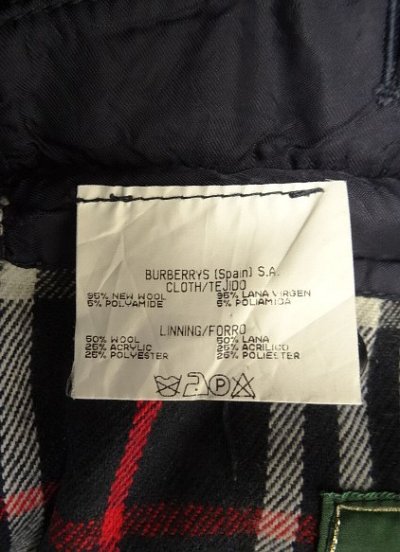 BURBERRYS (Spain) S.A.
CLOTH/TEJIDO
95% NEW WOOL 95% LANA VIRGEN
5% POLYAMIDE 5% POLIAMIDA
LINNING/FORRO
50% WOOL 50% LANA
25% ACRYLIC 25% ACRILICO
25% POLYESTER 25% POLIESTER